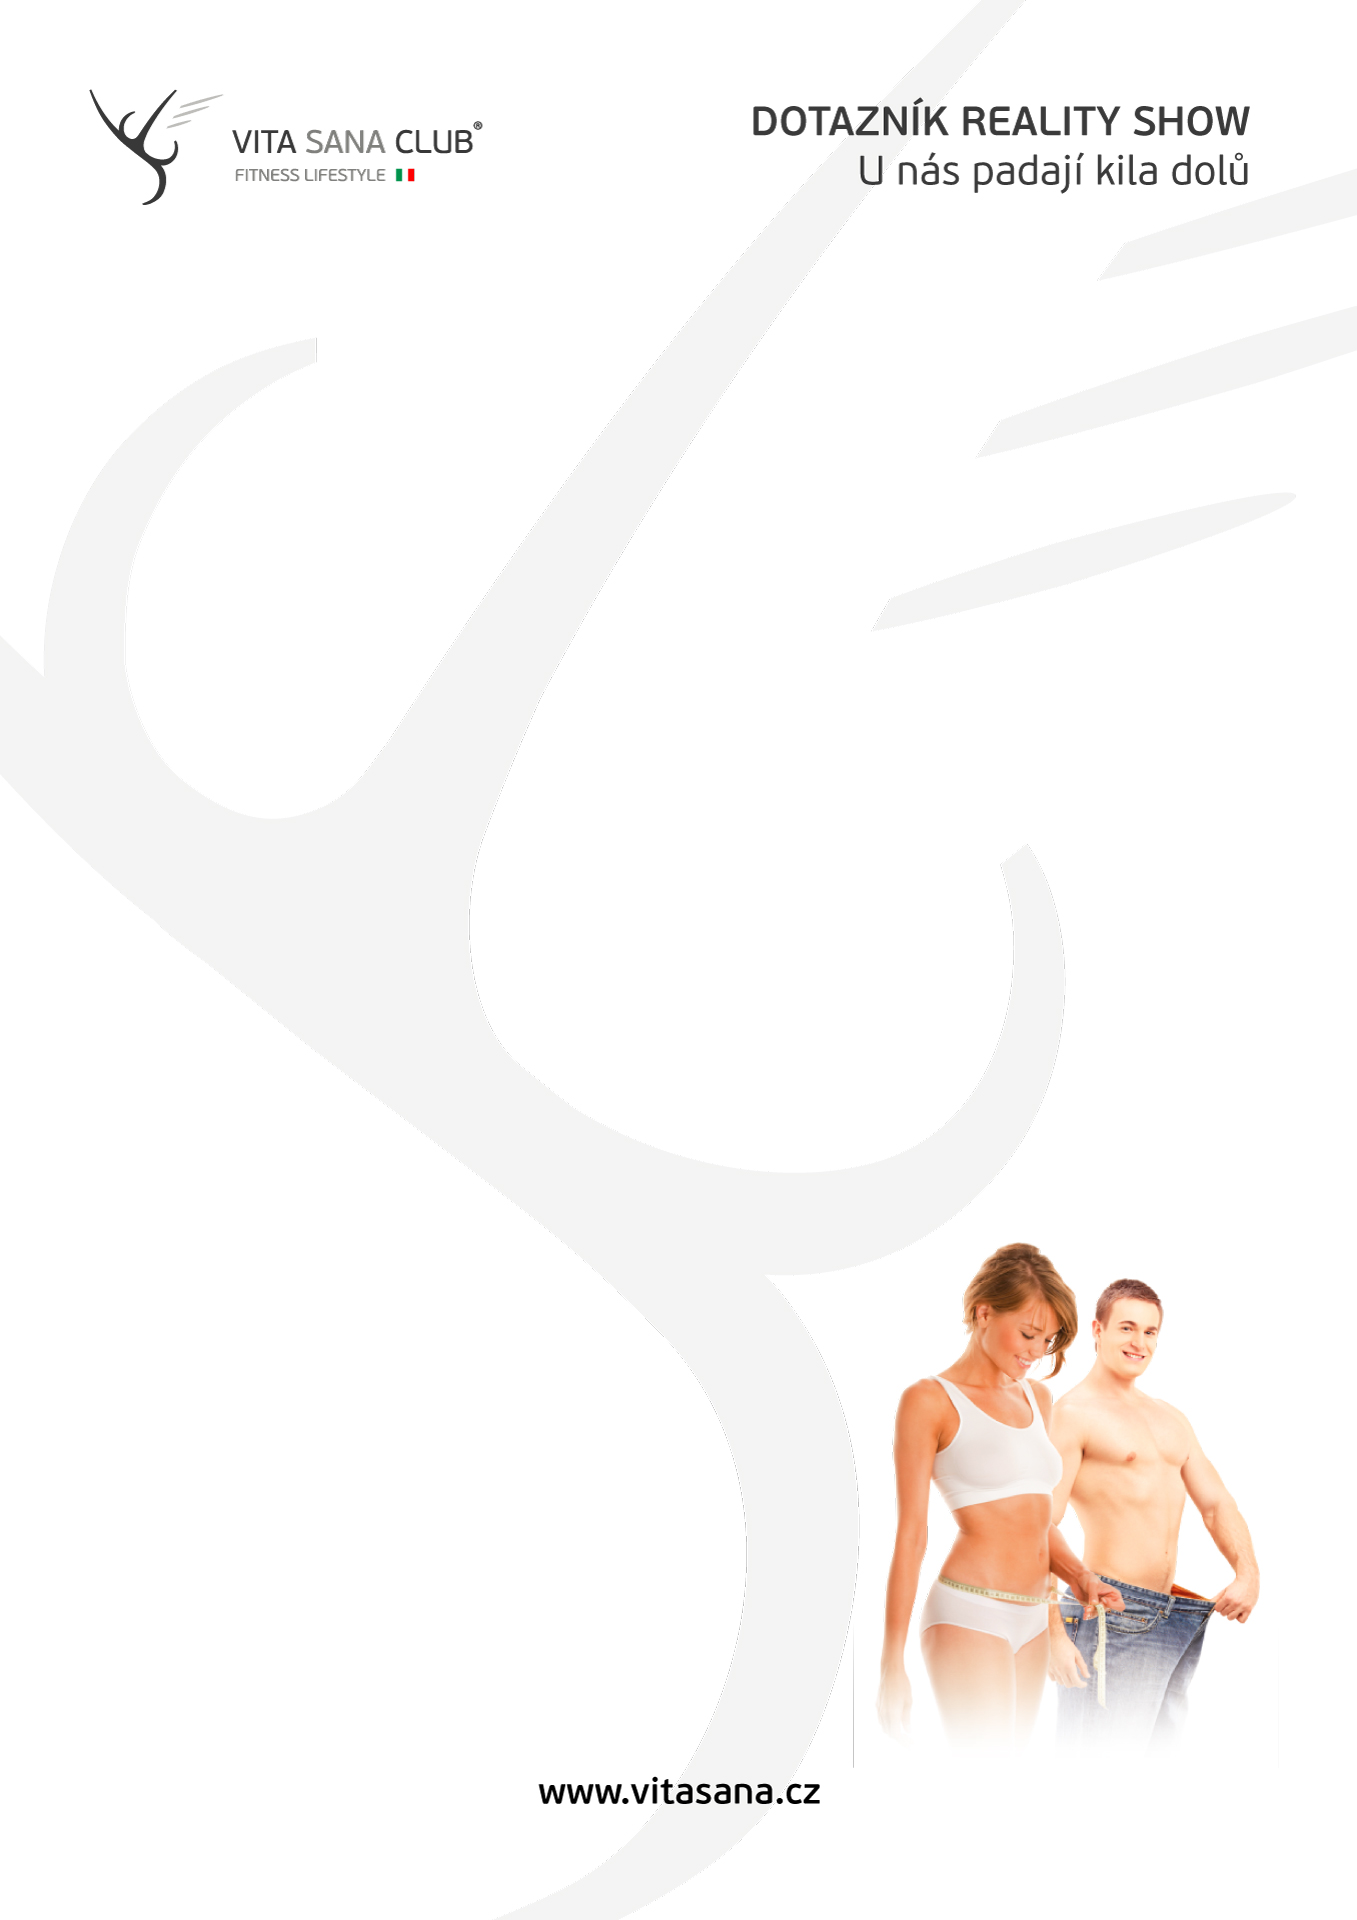 VITA SANA CLUB®
FITNESS LIFESTYLE
DOTAZNÍK REALITY SHOW
U nás padají kila dolů
www.vitasana.cz